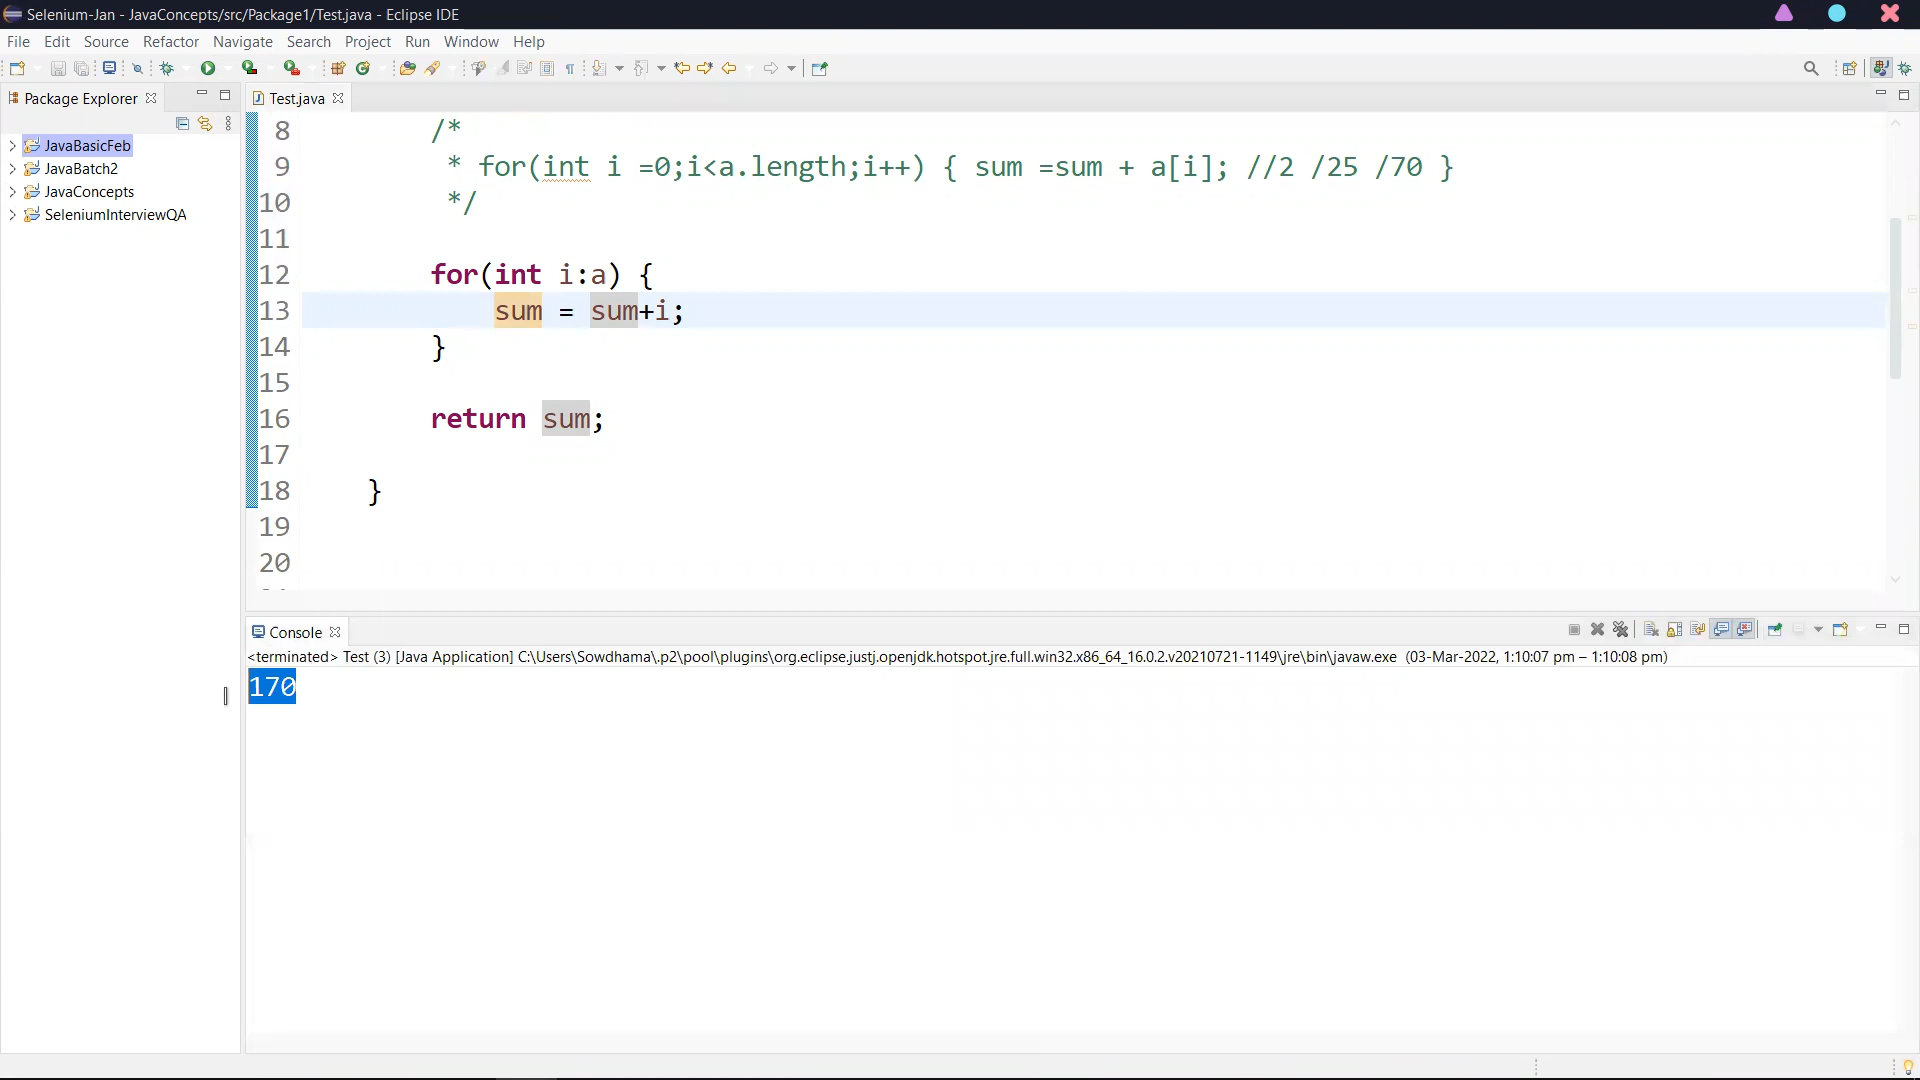 Selenium-Jan - JavaConcepts/src/Package1/Test.java - Eclipse IDE
File Edit Source Refactor Navigate Search Project Run Window Help
Package Explorer
JavaBasicFeb
JavaBatch2
JavaConcepts
SeleniumInterviewQA
Test.java
8 /*
9 * for(int i =0;i<a.length;i++) { sum =sum + a[i]; //2 /25 /70 }
10 */
11
12 for(int i:a) {
13 sum = sum+i;
14 }
15
16 return sum;
17
18 }
19
20
Console
<terminated> Test (3) [Java Application] C:\Users\Sowdhama\.p2\pool\plugins\org.eclipse.justj.openjdk.hotspot.jre.full.win32.x86_64_16.0.2.v20210721-1149\jre\bin\javaw.exe (03-Mar-2022, 1:10:07 pm – 1:10:08 pm)
170